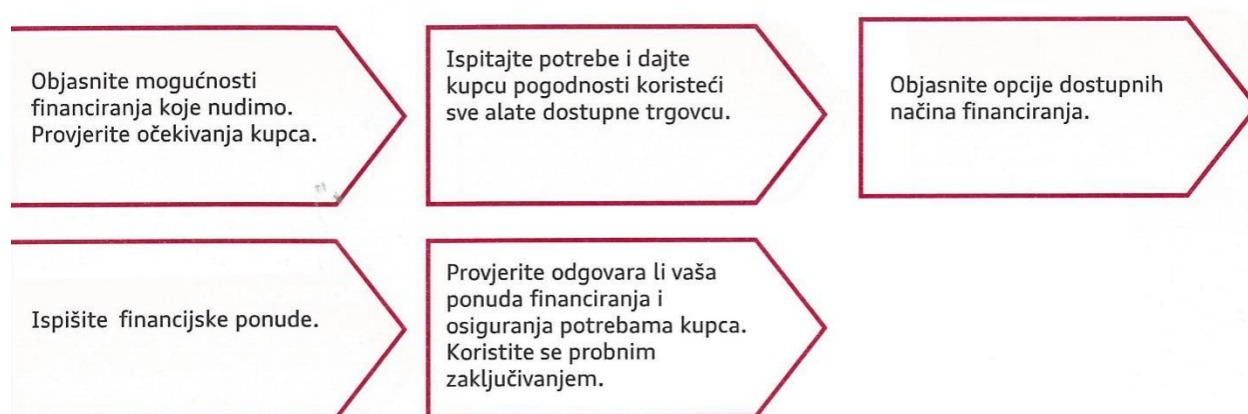 Objasnite mogućnosti
financiranja koje nudimo.
Provjerite očekivanja kupca.
Ispitajte potrebe i dajte
kupcu pogodnosti koristeći
sve alate dostupne trgovcu.
Objasnite opcije dostupnih
načina financiranja.
Ispišite financijske ponude.
Provjerite odgovara li vaša
ponuda financiranja i
osiguranja potrebama kupca.
Koristite se probnim
zaključivanjem.